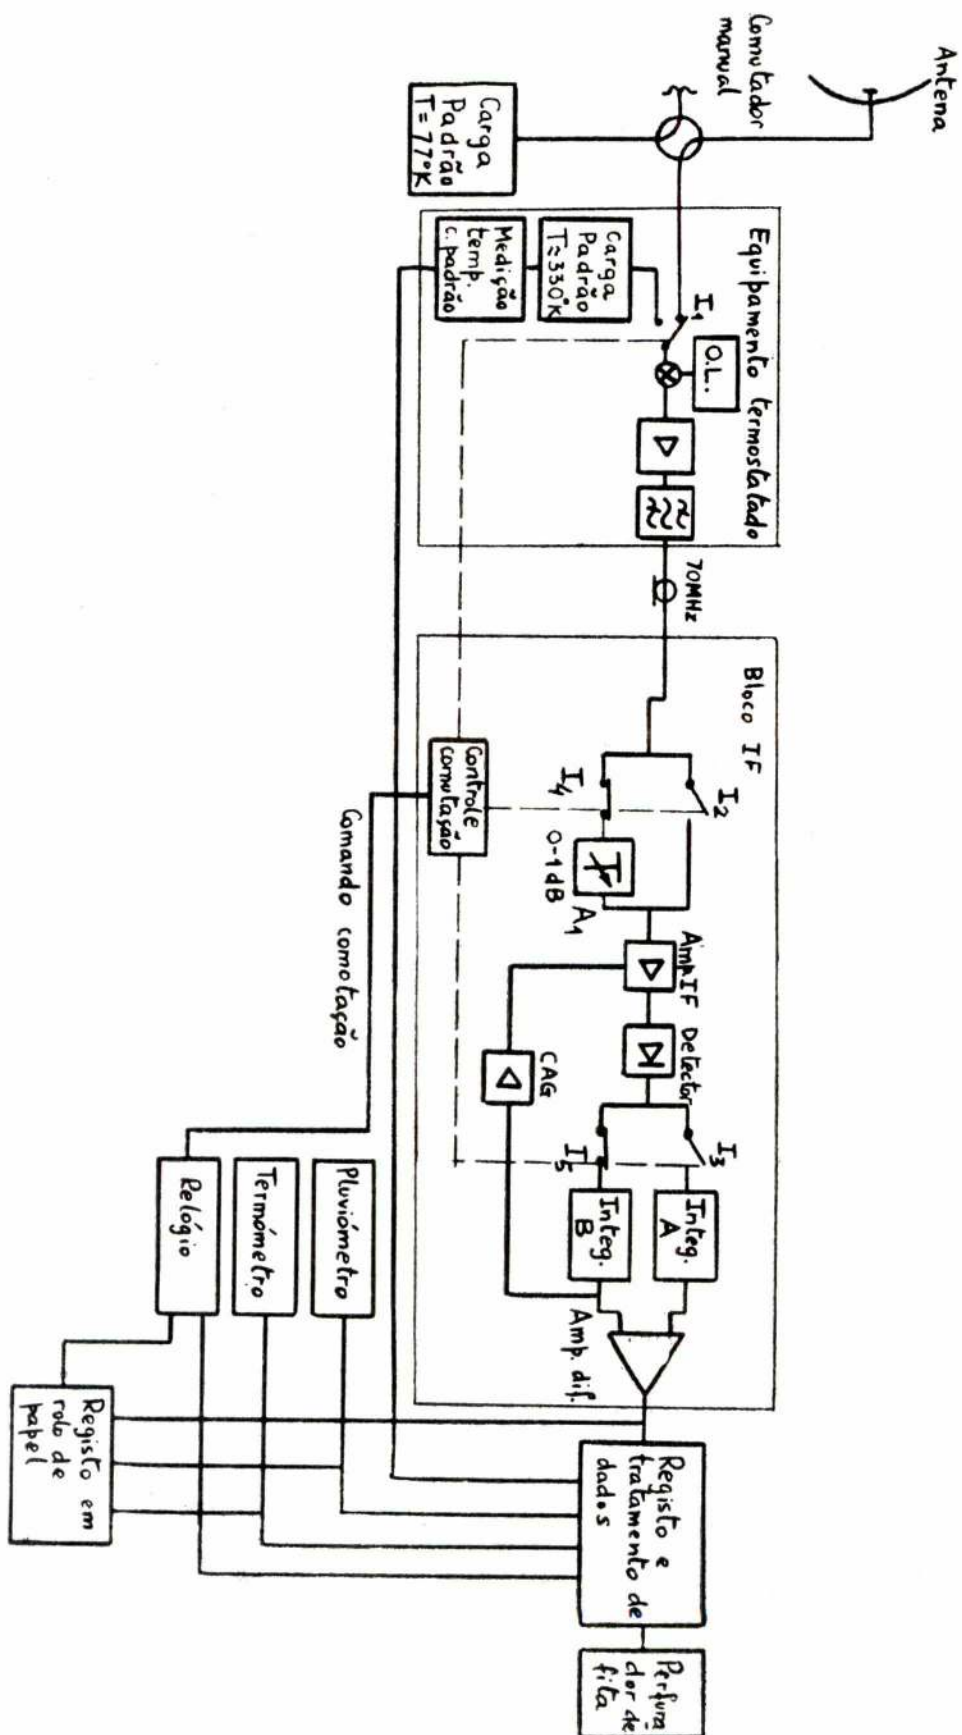 Antena
Comutador
manual
Carga
Padrão
T=77°K
Equipamento termostatado
I1
O.L.
Carga
Padrão
T≈330°K
Medição
temp.
c. padrão
70MHz
Bloco IF
I2
I4
0-1dB
A1
Controle
comutação
Amp IF
Detector
CAG
I3
I5
Integ.
A
Integ.
B
Amp. dif.
Comando comotação
Relógio
Termómetro
Pluviómetro
Registo e
tratamento de
dados
Perfura
dor de
fita
Registo em
rolo de
papel